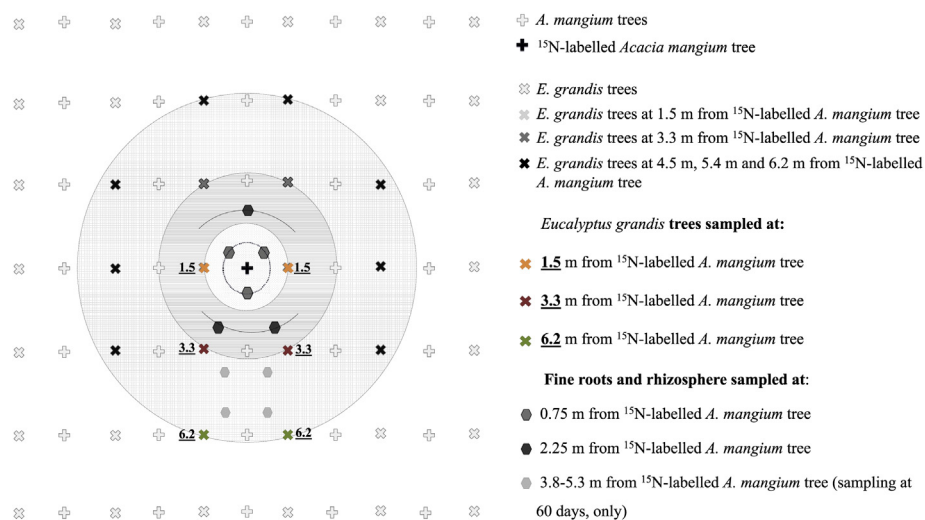 A. mangium trees
¹⁵N-labelled Acacia mangium tree
E. grandis trees
E. grandis trees at 1.5 m from ¹⁵N-labelled A. mangium tree
E. grandis trees at 3.3 m from ¹⁵N-labelled A. mangium tree
E. grandis trees at 4.5 m, 5.4 m and 6.2 m from ¹⁵N-labelled
A. mangium tree
Eucalyptus grandis trees sampled at:
1.5 m from ¹⁵N-labelled A. mangium tree
3.3 m from ¹⁵N-labelled A. mangium tree
6.2 m from ¹⁵N-labelled A. mangium tree
Fine roots and rhizosphere sampled at:
0.75 m from ¹⁵N-labelled A. mangium tree
2.25 m from ¹⁵N-labelled A. mangium tree
3.8-5.3 m from ¹⁵N-labelled A. mangium tree (sampling at
60 days, only)
1.5 1.5
3.3 3.3
6.2 6.2